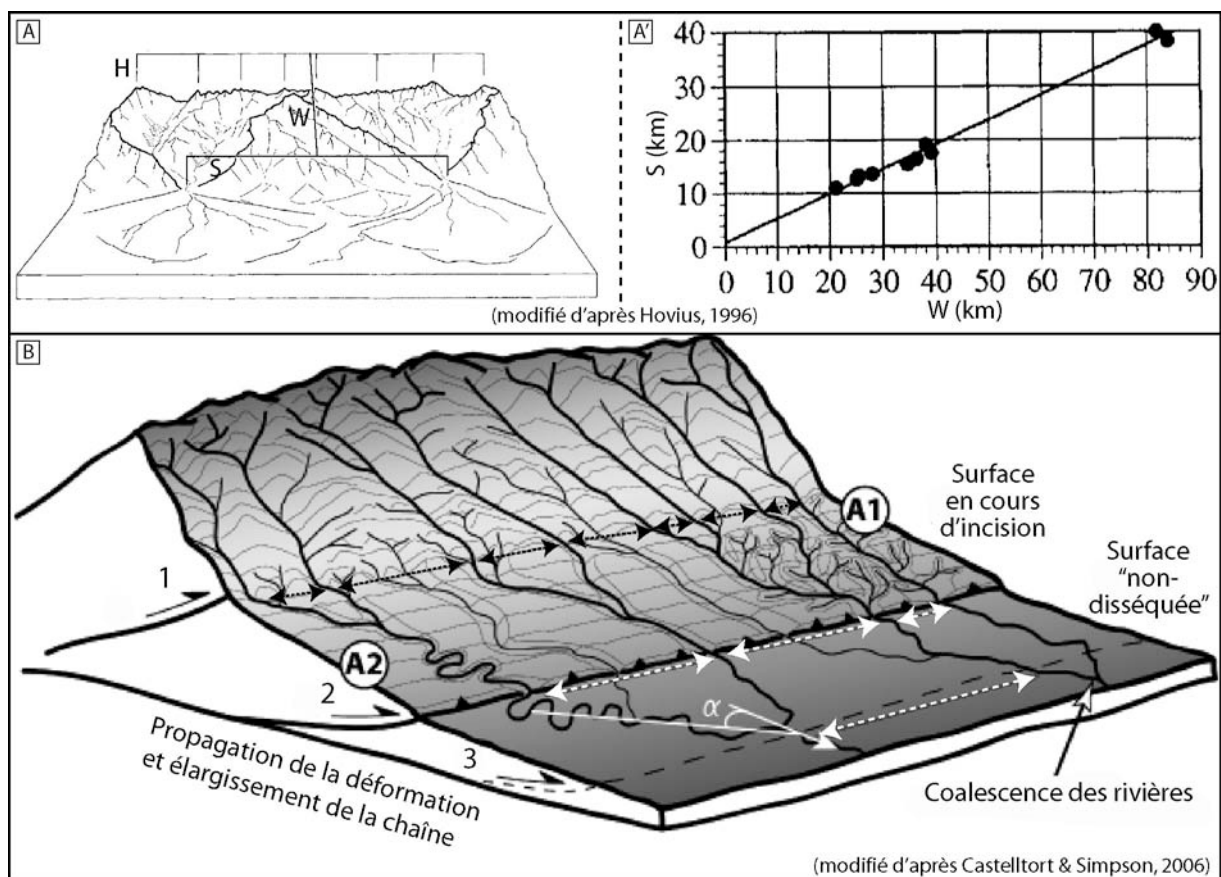 A
H
W
S
A'
40
30
20
10
0
S (km)
0 10 20 30 40 50 60 70 80 90
W (km)
(modifié d'après Hovius, 1996)
B
Surface
en cours
d'incision
A1
Surface
"non-
disséquée"
1
A2
2
α
3
Propagation de la déformation
et élargissement de la chaîne
Coalescence des rivières
(modifié d'après Castelltort & Simpson, 2006)